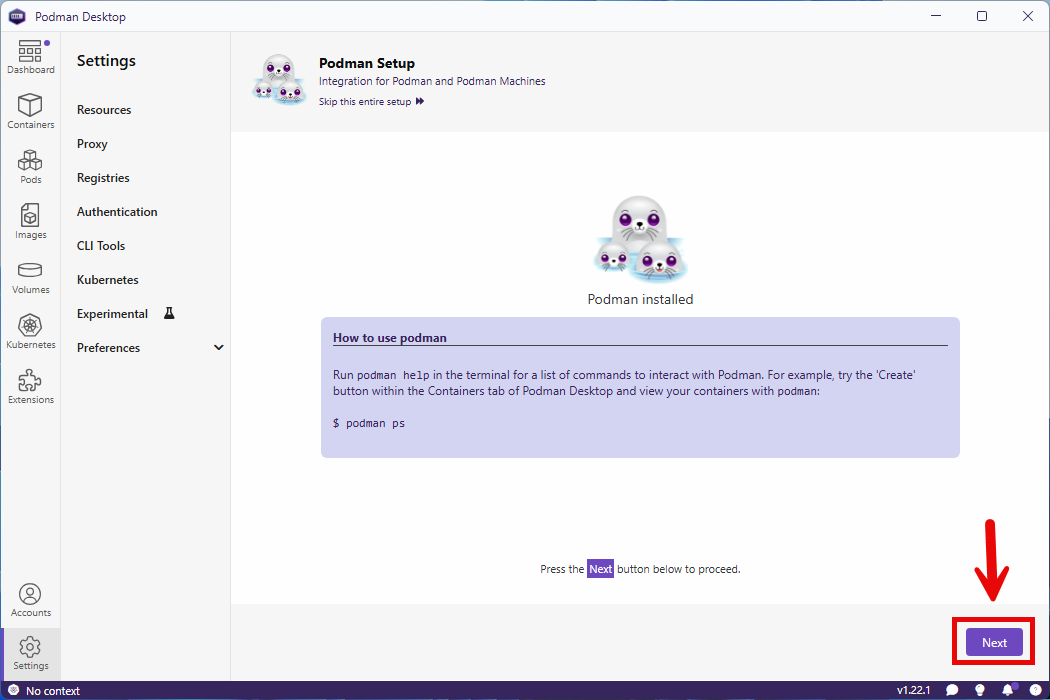 Podman Desktop
Dashboard
Containers
Pods
Images
Volumes
Kubernetes
Extensions
Accounts
Settings
Settings
Resources
Proxy
Registries
Authentication
CLI Tools
Kubernetes
Experimental
Preferences
Podman Setup
Integration for Podman and Podman Machines
Skip this entire setup
Podman installed
How to use podman
Run podman help in the terminal for a list of commands to interact with Podman. For example, try the 'Create'
button within the Containers tab of Podman Desktop and view your containers with podman:
$ podman ps
Press the Next button below to proceed.
Next
No context
v1.22.1